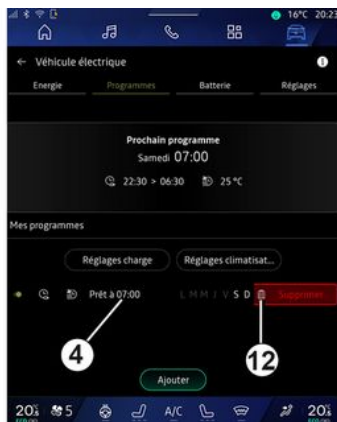 16°C 20:23
Véhicule électrique
Energie Programmes Batterie Réglages
Prochain programme
Samedi 07:00
22:30 > 06:30 25 °C
Mes programmes
Réglages charge Réglages climatisat...
Prêt à 07:00 L M M J V S D Supprimer
4
12
Ajouter
20,5 5 A/C 20,5